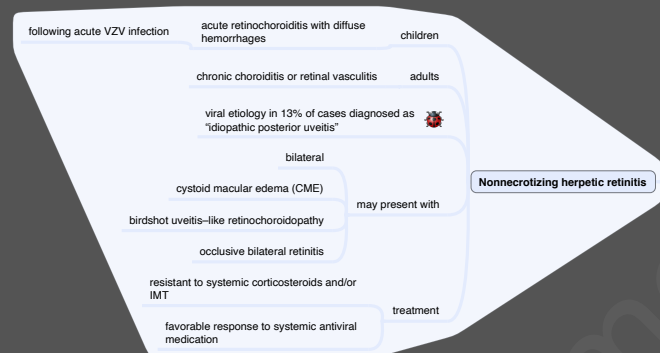 following acute VZV infection
acute retinochoroiditis with diffuse
hemorrhages
children
chronic choroiditis or retinal vasculitis
adults
viral etiology in 13% of cases diagnosed as
“idiopathic posterior uveitis”
bilateral
cystoid macular edema (CME)
birdshot uveitis–like retinochoroidopathy
occlusive bilateral retinitis
may present with
Nonnecrotizing herpetic retinitis
resistant to systemic corticosteroids and/or
IMT
favorable response to systemic antiviral
medication
treatment